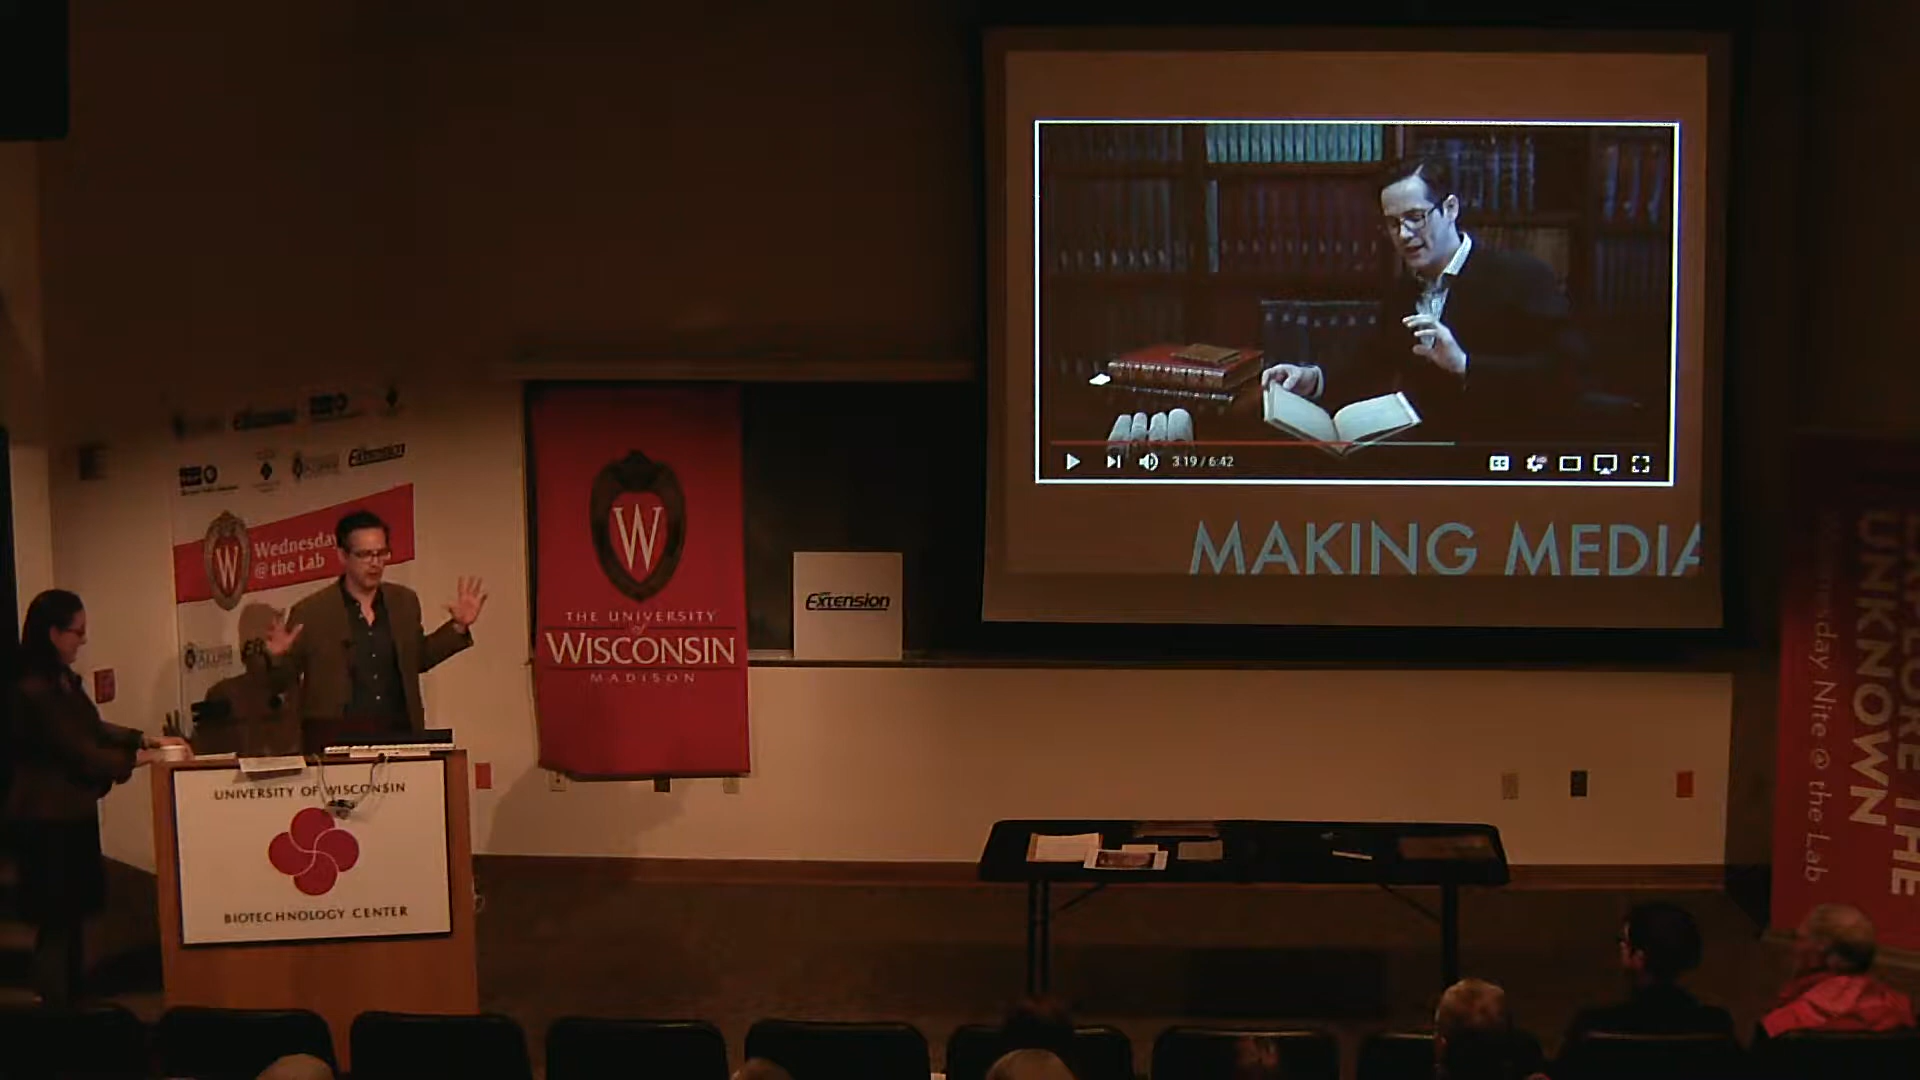 CC
3:19 / 6:42
MAKING MEDIA
Extension
Wednesday
@ the Lab
W
W
THE UNIVERSITY
of
WISCONSIN
MADISON
Extension
UNIVERSITY OF WISCONSIN
BIOTECHNOLOGY CENTER
EXPLORE THE
UNKNOWN
Wednesday Nite @ the Lab